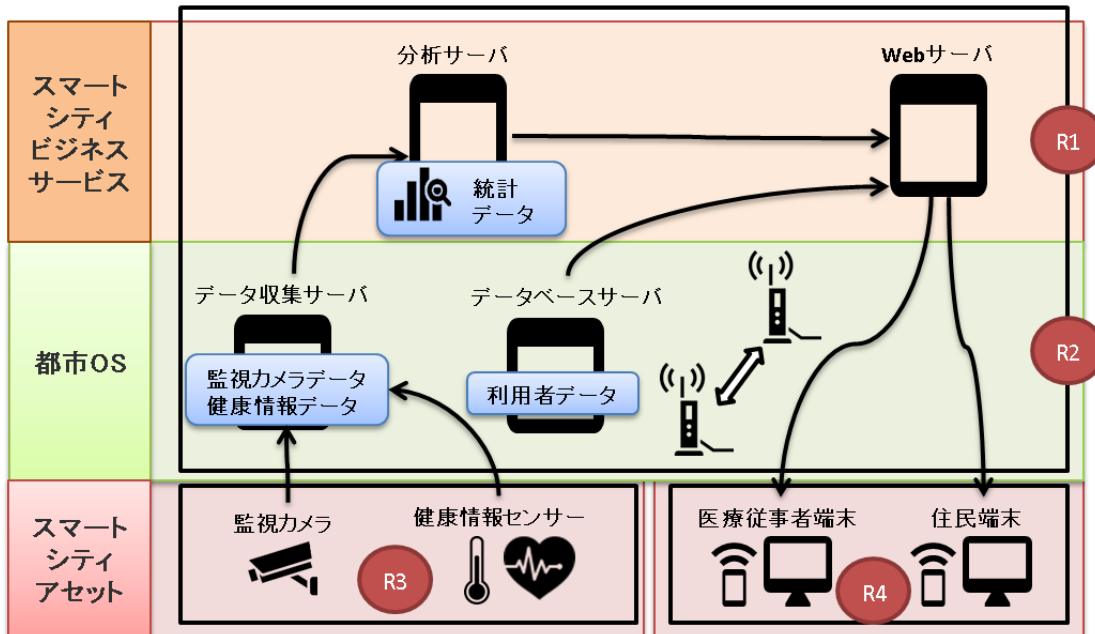 スマート
シティ
ビジネス
サービス
分析サーバ
Webサーバ
統計
データ
R1
都市OS
データ収集サーバ
データベースサーバ
監視カメラデータ
健康情報データ
利用者データ
R2
スマート
シティ
アセット
監視カメラ
健康情報センサー
R3
医療従事者端末
住民端末
R4